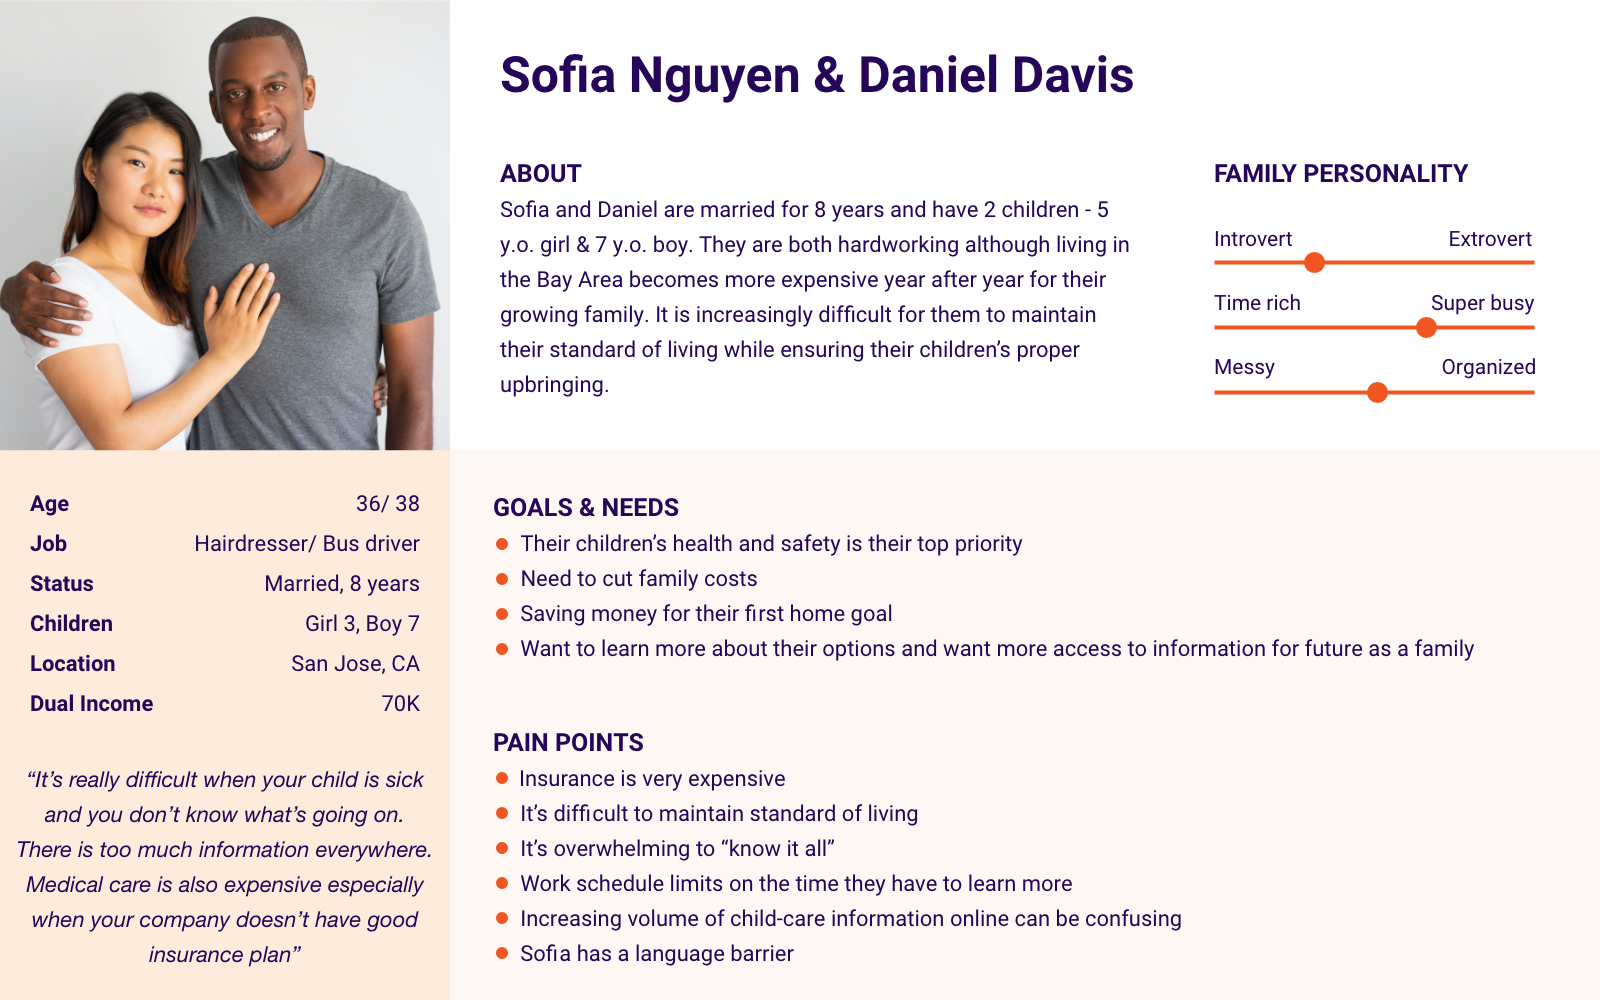 Sofia Nguyen & Daniel Davis
ABOUT
Sofia and Daniel are married for 8 years and have 2 children - 5
y.o. girl & 7 y.o. boy. They are both hardworking although living in
the Bay Area becomes more expensive year after year for their
growing family. It is increasingly difficult for them to maintain
their standard of living while ensuring their children’s proper
upbringing.
FAMILY PERSONALITY
Introvert Extrovert
Time rich Super busy
Messy Organized
Age 36/ 38
Job Hairdresser/ Bus driver
Status Married, 8 years
Children Girl 3, Boy 7
Location San Jose, CA
Dual Income 70K
“It’s really difficult when your child is sick
and you don’t know what’s going on.
There is too much information everywhere.
Medical care is also expensive especially
when your company doesn’t have good
insurance plan”
GOALS & NEEDS
Their children’s health and safety is their top priority
Need to cut family costs
Saving money for their first home goal
Want to learn more about their options and want more access to information for future as a family
PAIN POINTS
Insurance is very expensive
It’s difficult to maintain standard of living
It’s overwhelming to “know it all”
Work schedule limits on the time they have to learn more
Increasing volume of child-care information online can be confusing
Sofia has a language barrier